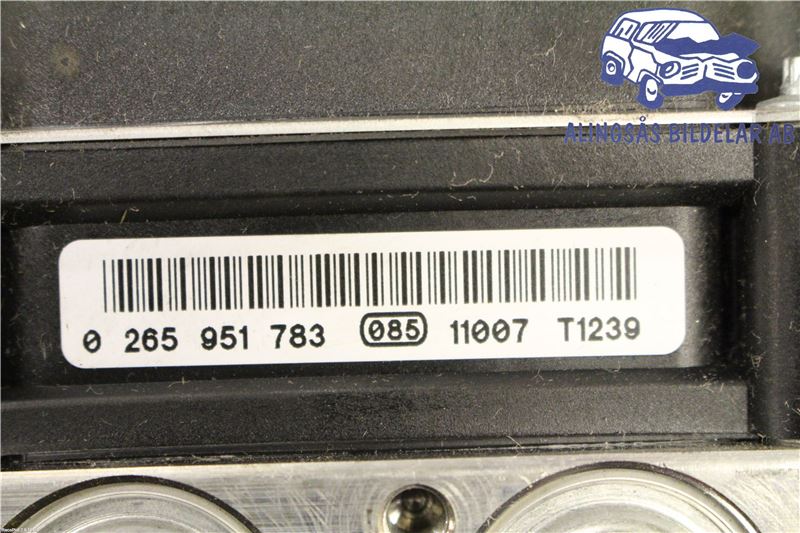 ALINGSÅS BILDELAR AB
0 265 951 783 085 11007 T1239